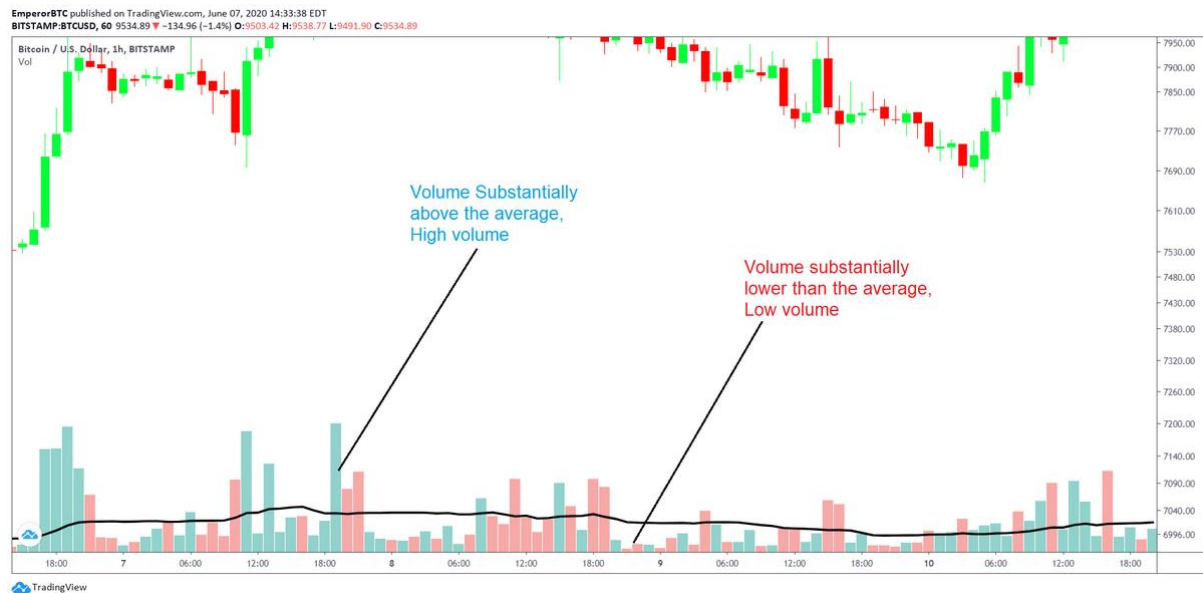 EmperorBTC published on TradingView.com, June 07, 2020 14:33:38 EDT
BITSTAMP:BTCUSD, 60 9534.89 ▼ −134.96 (−1.4%) O:9503.42 H:9538.77 L:9491.90 C:9534.89
Bitcoin / U.S. Dollar, 1h, BITSTAMP
Vol
7950.00
7900.00
7850.00
7770.00
7690.00
7610.00
7530.00
7480.00
7430.00
7380.00
7320.00
7260.00
7200.00
7140.00
7090.00
7040.00
6996.00
Volume Substantially
above the average,
High volume
Volume substantially
lower than the average,
Low volume
18:00 7 06:00 12:00 18:00 8 06:00 12:00 18:00 9 06:00 12:00 18:00 10 06:00 12:00 18:00
TradingView